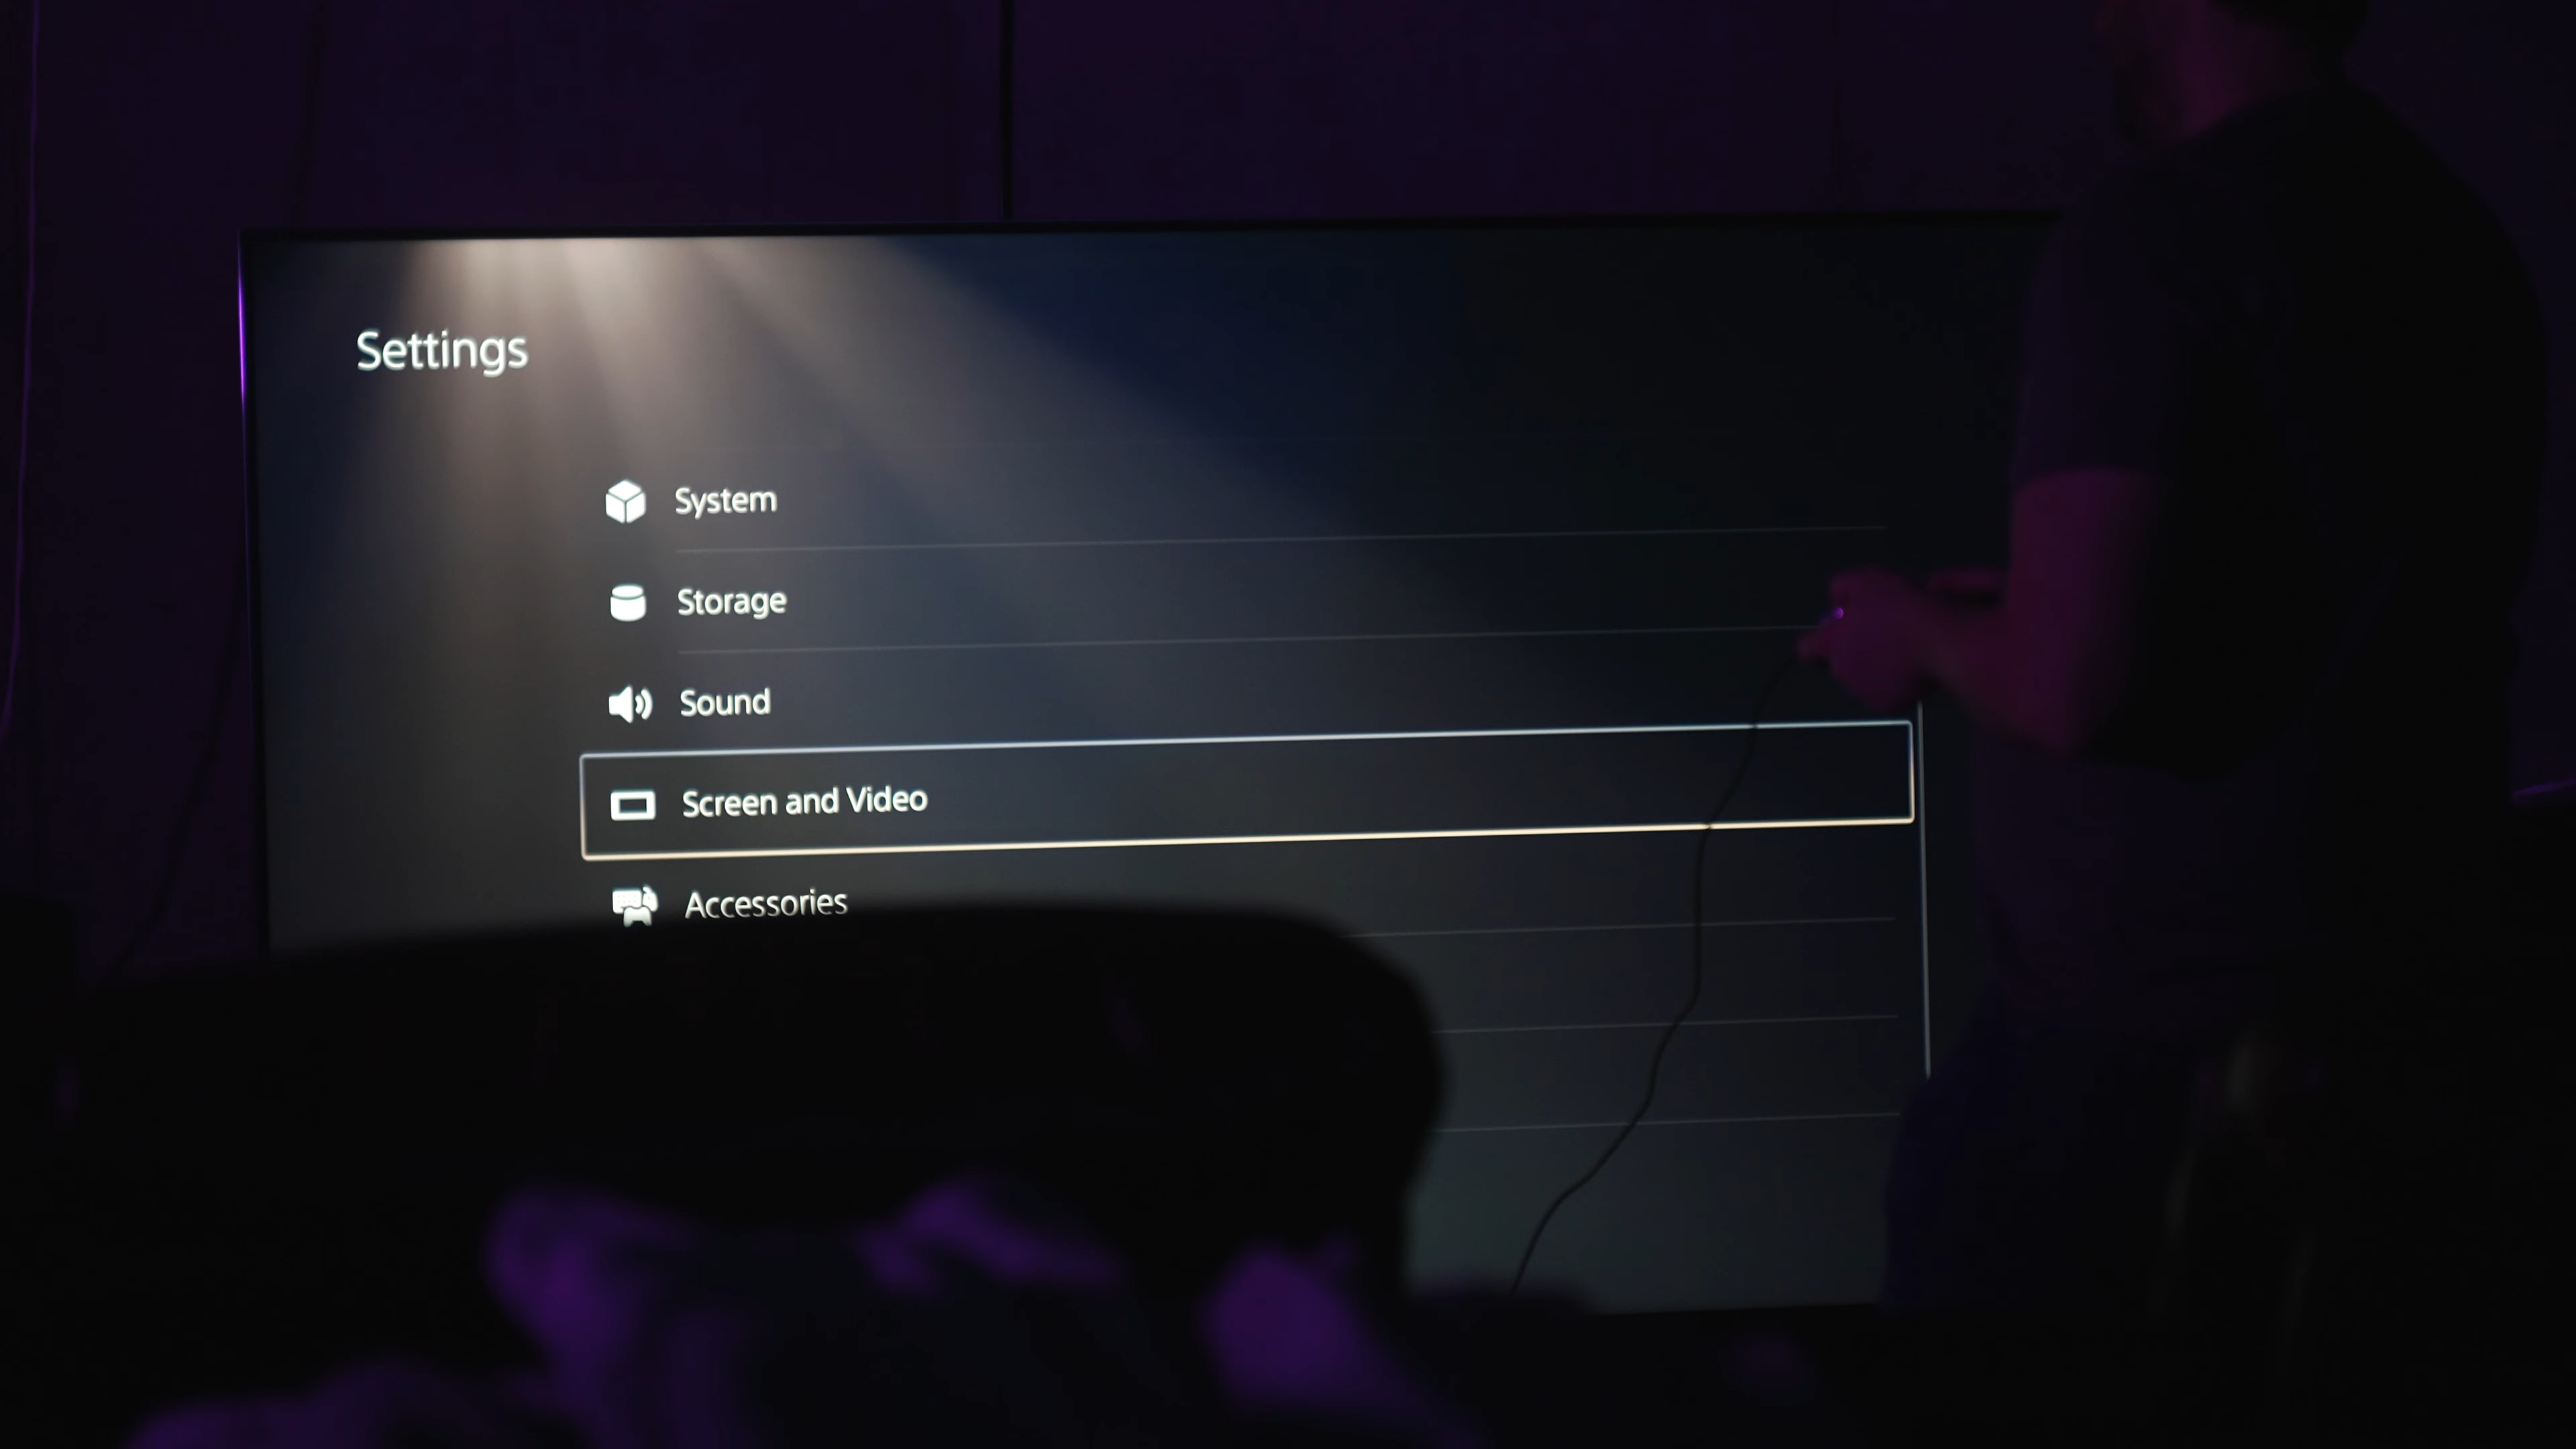 Settings
System
Storage
Sound
Screen and Video
Accessories